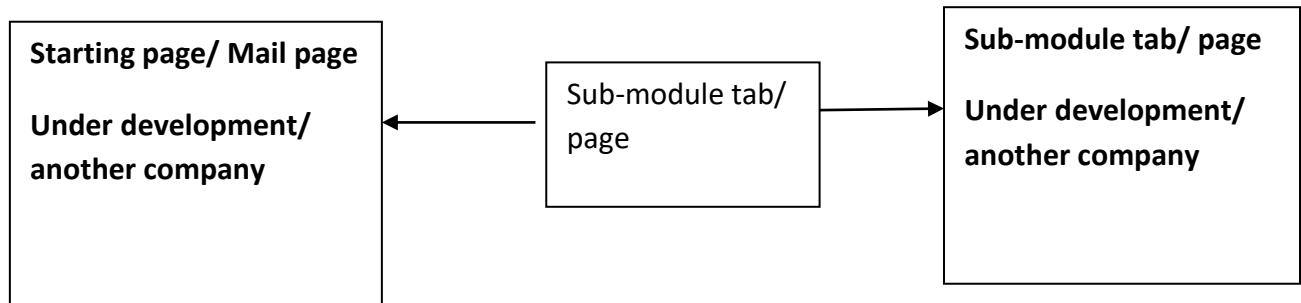 Starting page/ Mail page
Under development/
another company
Sub-module tab/
page
Sub-module tab/ page
Under development/
another company